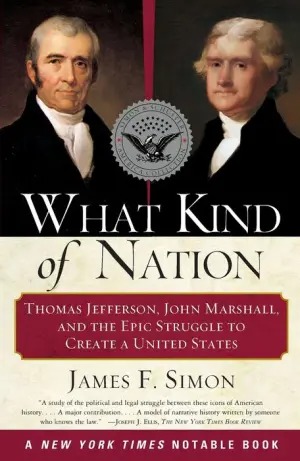 WHAT KIND
of NATION
THOMAS JEFFERSON, JOHN MARSHALL,
AND THE EPIC STRUGGLE TO
CREATE A UNITED STATES
JAMES F. SIMON
"A study of the political and legal struggle between these two icons of American
history. . . . A major contribution. . . . A model of narrative history written by someone
who knows the law." —JOSEPH J. ELLIS, THE NEW YORK TIMES BOOK REVIEW
A NEW YORK TIMES NOTABLE BOOK